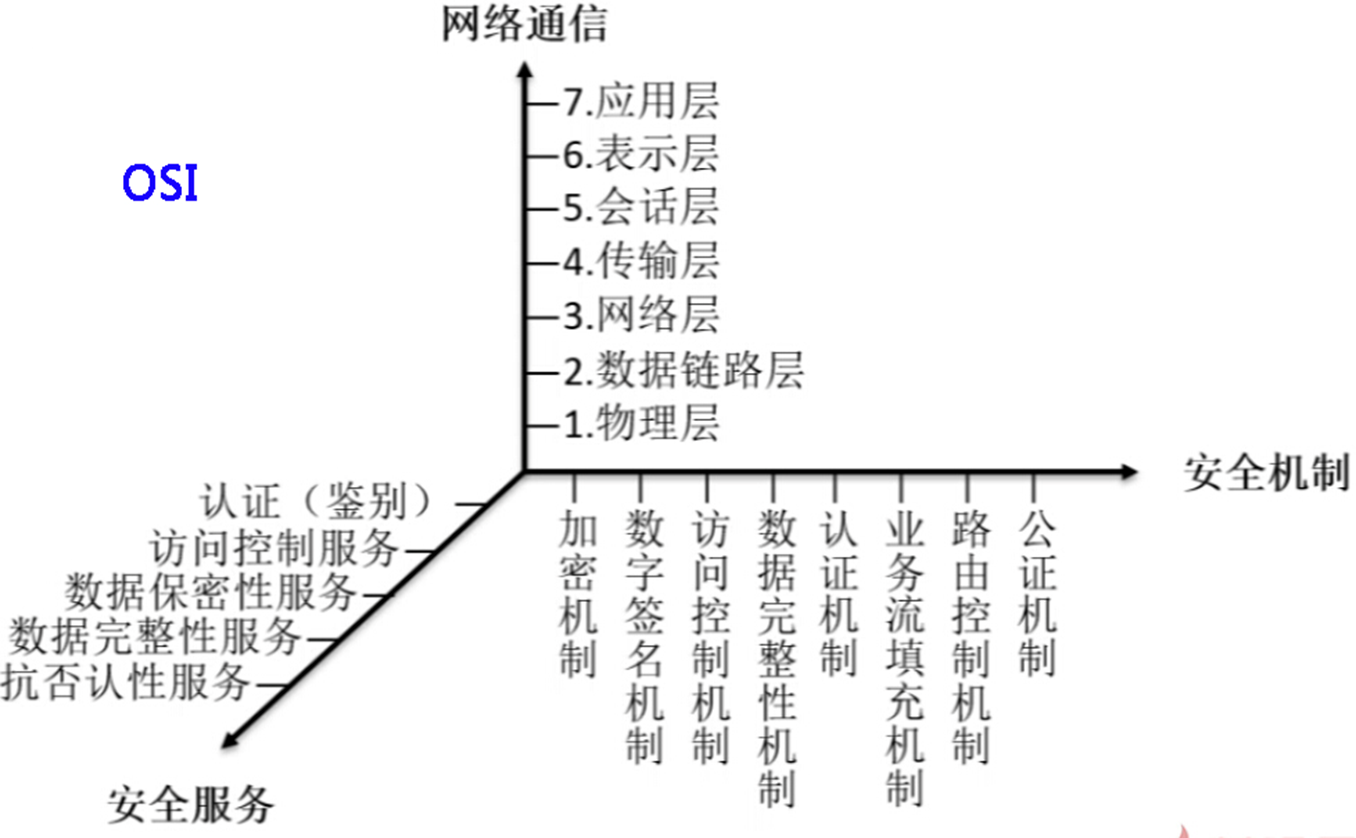 网络通信
7.应用层
6.表示层
OSI
5.会话层
4.传输层
3.网络层
2.数据链路层
1.物理层
安全机制
认证（鉴别）
访问控制服务
数据保密性服务
数据完整性服务
抗否认性服务
安全服务
加密机制
数字签名机制
访问控制机制
数据完整性机制
认证机制
业务流填充机制
路由控制机制
公证机制